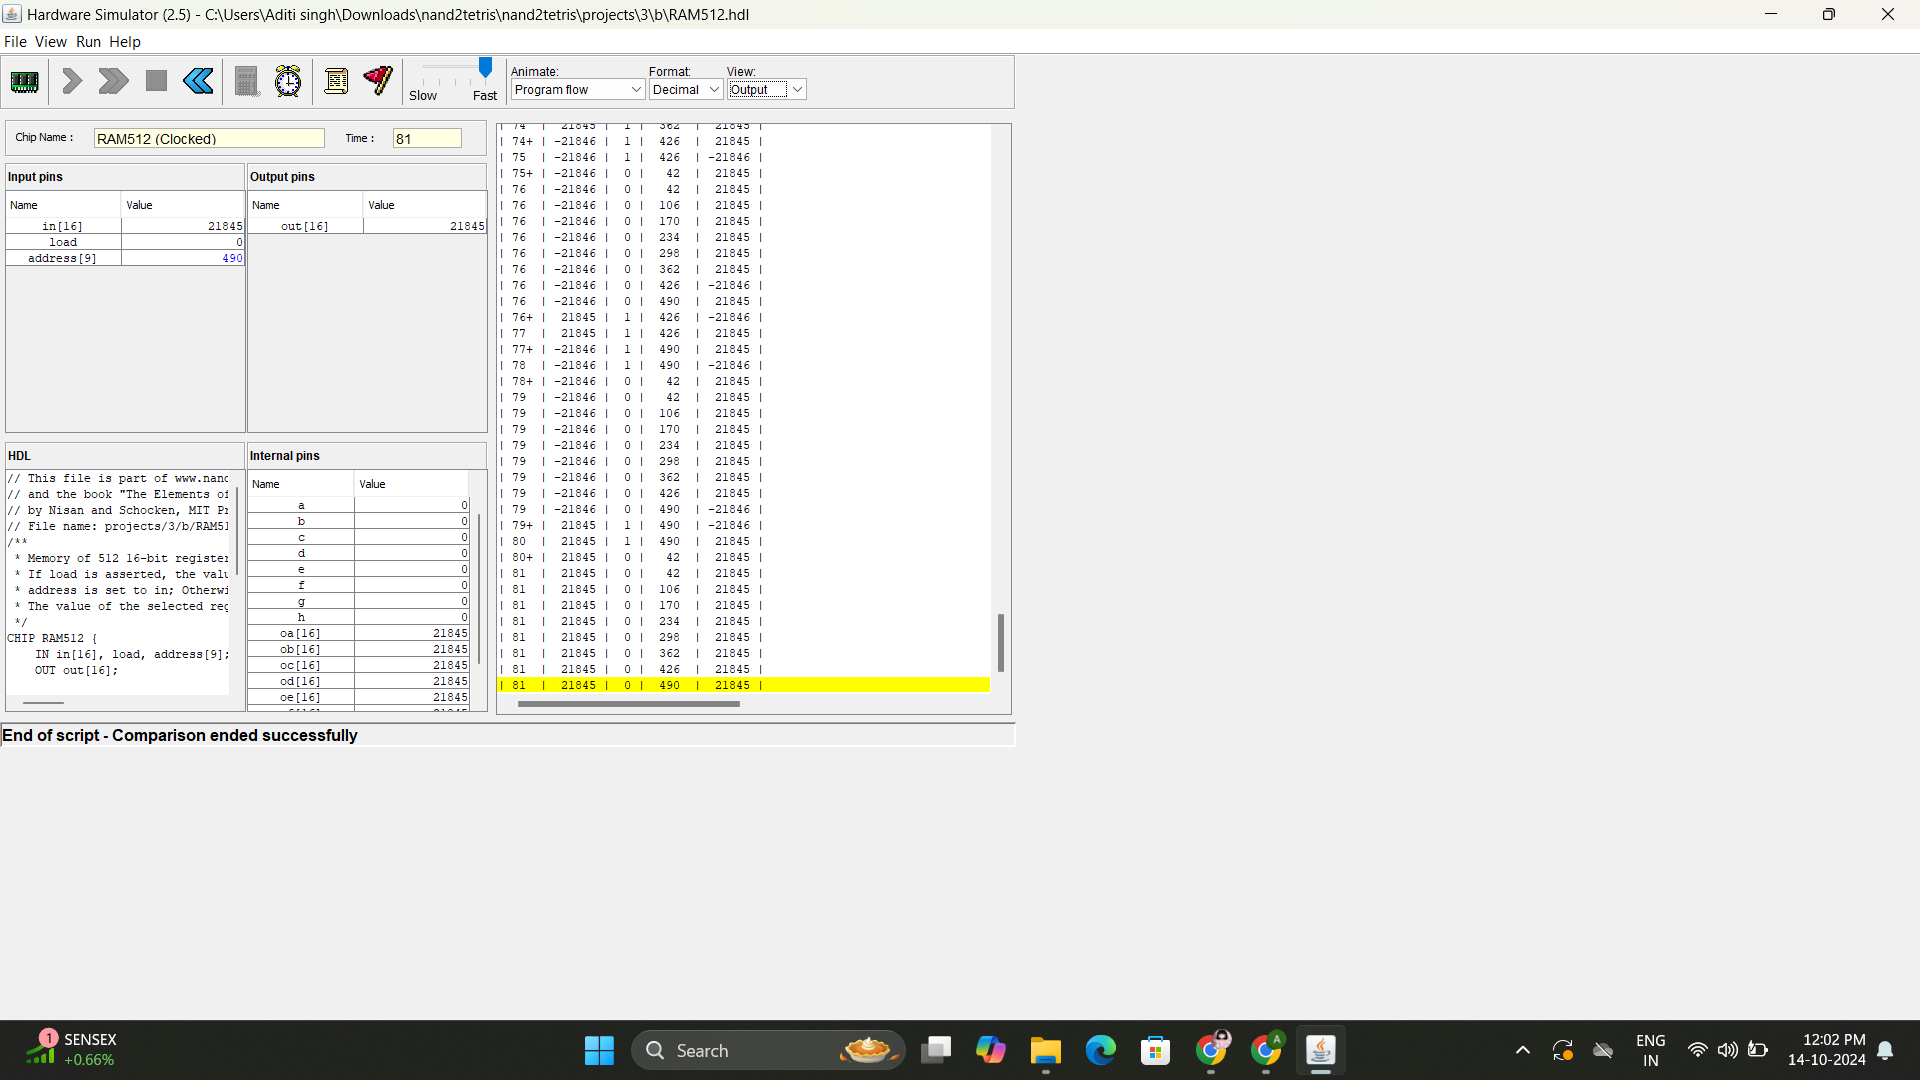 Hardware Simulator (2.5) - C:\Users\Aditi singh\Downloads\nand2tetris\nand2tetris\projects\3\b\RAM512.hdl
File View Run Help
Slow Fast
Animate: Format: View:
Program flow Decimal Output
Chip Name : RAM512 (Clocked) Time : 81
Input pins
Name Value
in[16] 21845
load 0
address[9] 490
Output pins
Name Value
out[16] 21845
HDL
// This file is part of www.nand
// and the book "The Elements of
// by Nisan and Schocken, MIT Pr
// File name: projects/3/b/RAM51
/**
* Memory of 512 16-bit register
* If load is asserted, the valu
* address is set to in; Otherwi
* The value of the selected reg
*/
CHIP RAM512 {
IN in[16], load, address[9];
OUT out[16];
Internal pins
Name Value
a 0
b 0
c 0
d 0
e 0
f 0
g 0
h 0
oa[16] 21845
ob[16] 21845
oc[16] 21845
od[16] 21845
oe[16] 21845
| 74 | 21845 | 1 | 362 | 21845 |
| 74+ | -21846 | 1 | 426 | 21845 |
| 75 | -21846 | 1 | 426 | -21846 |
| 75+ | -21846 | 0 | 42 | 21845 |
| 76 | -21846 | 0 | 42 | 21845 |
| 76 | -21846 | 0 | 106 | 21845 |
| 76 | -21846 | 0 | 170 | 21845 |
| 76 | -21846 | 0 | 234 | 21845 |
| 76 | -21846 | 0 | 298 | 21845 |
| 76 | -21846 | 0 | 362 | 21845 |
| 76 | -21846 | 0 | 426 | -21846 |
| 76 | -21846 | 0 | 490 | 21845 |
| 76+ | 21845 | 1 | 426 | -21846 |
| 77 | 21845 | 1 | 426 | 21845 |
| 77+ | -21846 | 1 | 490 | 21845 |
| 78 | -21846 | 1 | 490 | -21846 |
| 78+ | -21846 | 0 | 42 | 21845 |
| 79 | -21846 | 0 | 42 | 21845 |
| 79 | -21846 | 0 | 106 | 21845 |
| 79 | -21846 | 0 | 170 | 21845 |
| 79 | -21846 | 0 | 234 | 21845 |
| 79 | -21846 | 0 | 298 | 21845 |
| 79 | -21846 | 0 | 362 | 21845 |
| 79 | -21846 | 0 | 426 | 21845 |
| 79 | -21846 | 0 | 490 | -21846 |
| 79+ | 21845 | 1 | 490 | -21846 |
| 80 | 21845 | 1 | 490 | 21845 |
| 80+ | 21845 | 0 | 42 | 21845 |
| 81 | 21845 | 0 | 42 | 21845 |
| 81 | 21845 | 0 | 106 | 21845 |
| 81 | 21845 | 0 | 170 | 21845 |
| 81 | 21845 | 0 | 234 | 21845 |
| 81 | 21845 | 0 | 298 | 21845 |
| 81 | 21845 | 0 | 362 | 21845 |
| 81 | 21845 | 0 | 426 | 21845 |
| 81 | 21845 | 0 | 490 | 21845 |
End of script - Comparison ended successfully
1
SENSEX
+0.66%
Search
A
ENG
IN
12:02 PM
14-10-2024